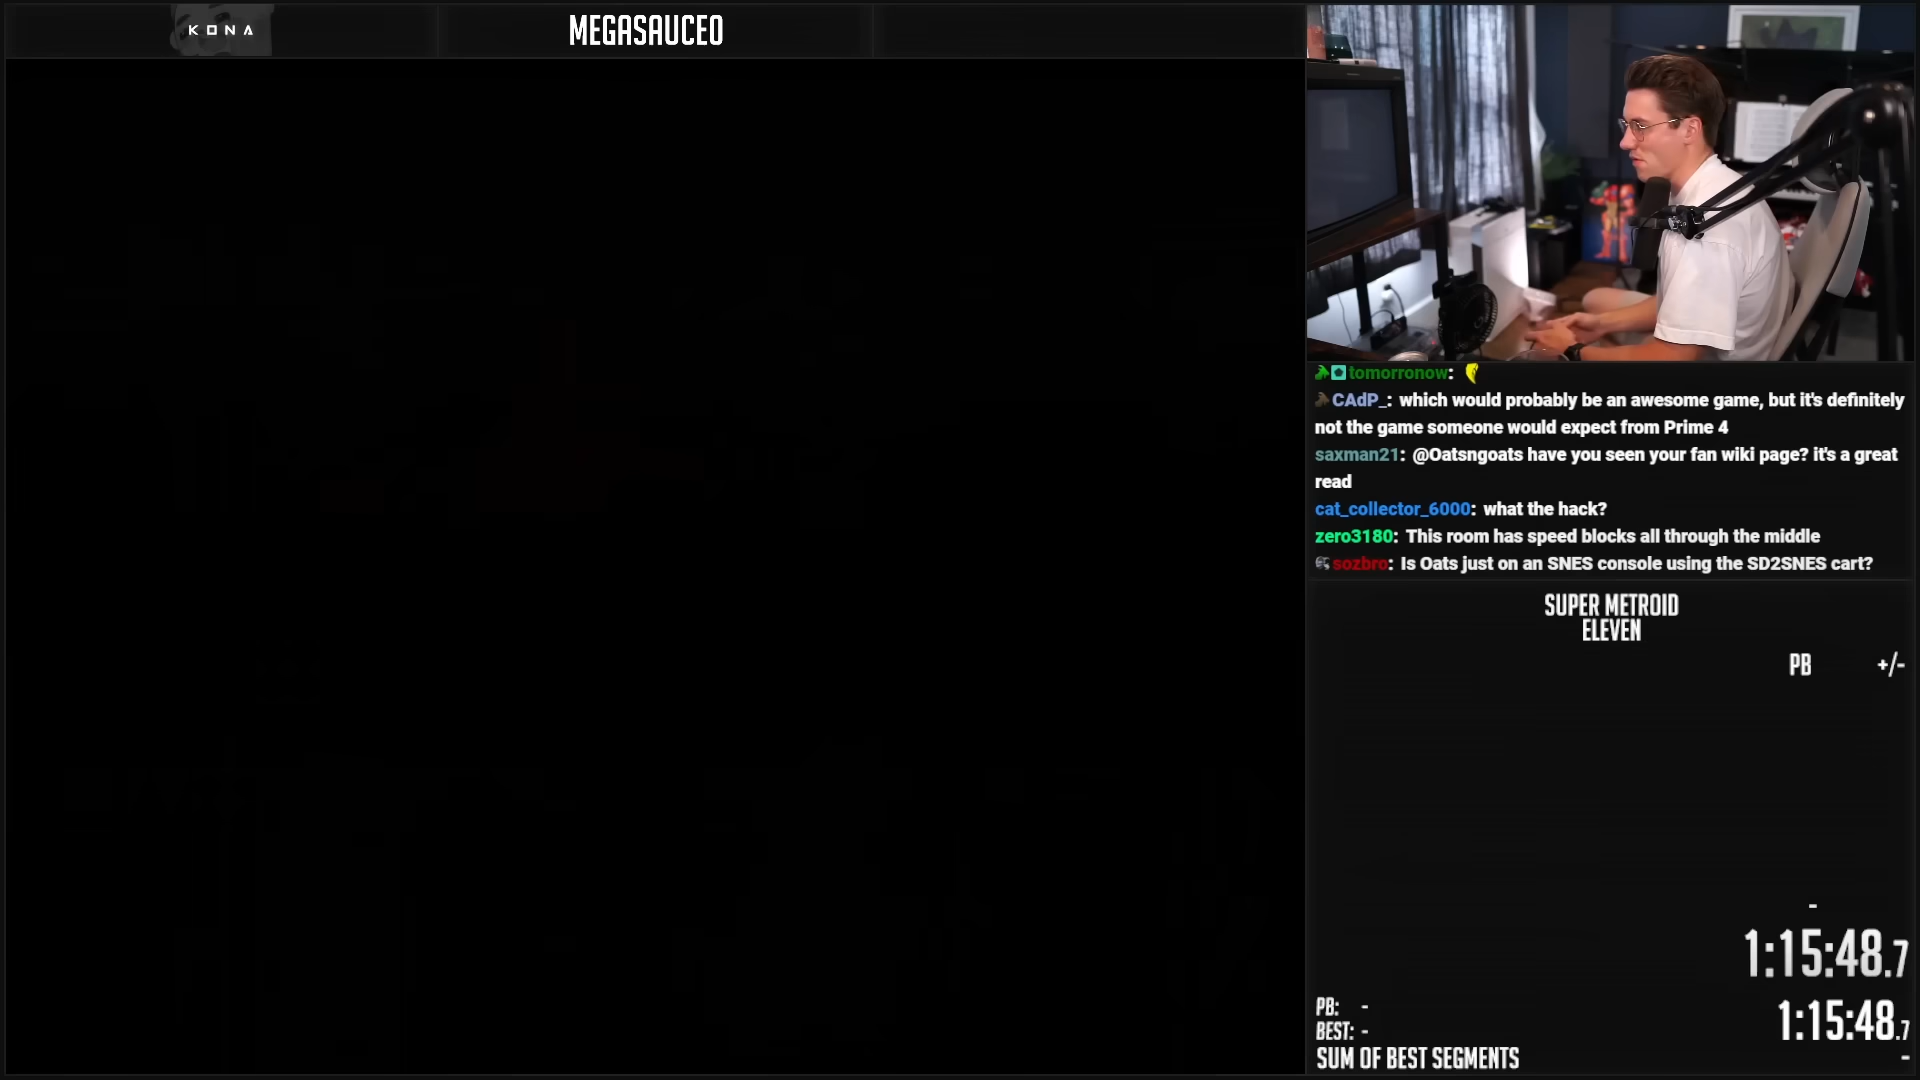 KONA
MEGASAUCEO
tomorronow:
CAdP_: which would probably be an awesome game, but it's definitely
not the game someone would expect from Prime 4
saxman21: @Oatsngoats have you seen your fan wiki page? it's a great
read
cat_collector_6000: what the hack?
zero3180: This room has speed blocks all through the middle
sozbro: Is Oats just on an SNES console using the SD2SNES cart?
SUPER METROID
ELEVEN
PB +/-
-
1:15:48.7
PB: - 1:15:48.7
BEST: -
SUM OF BEST SEGMENTS -